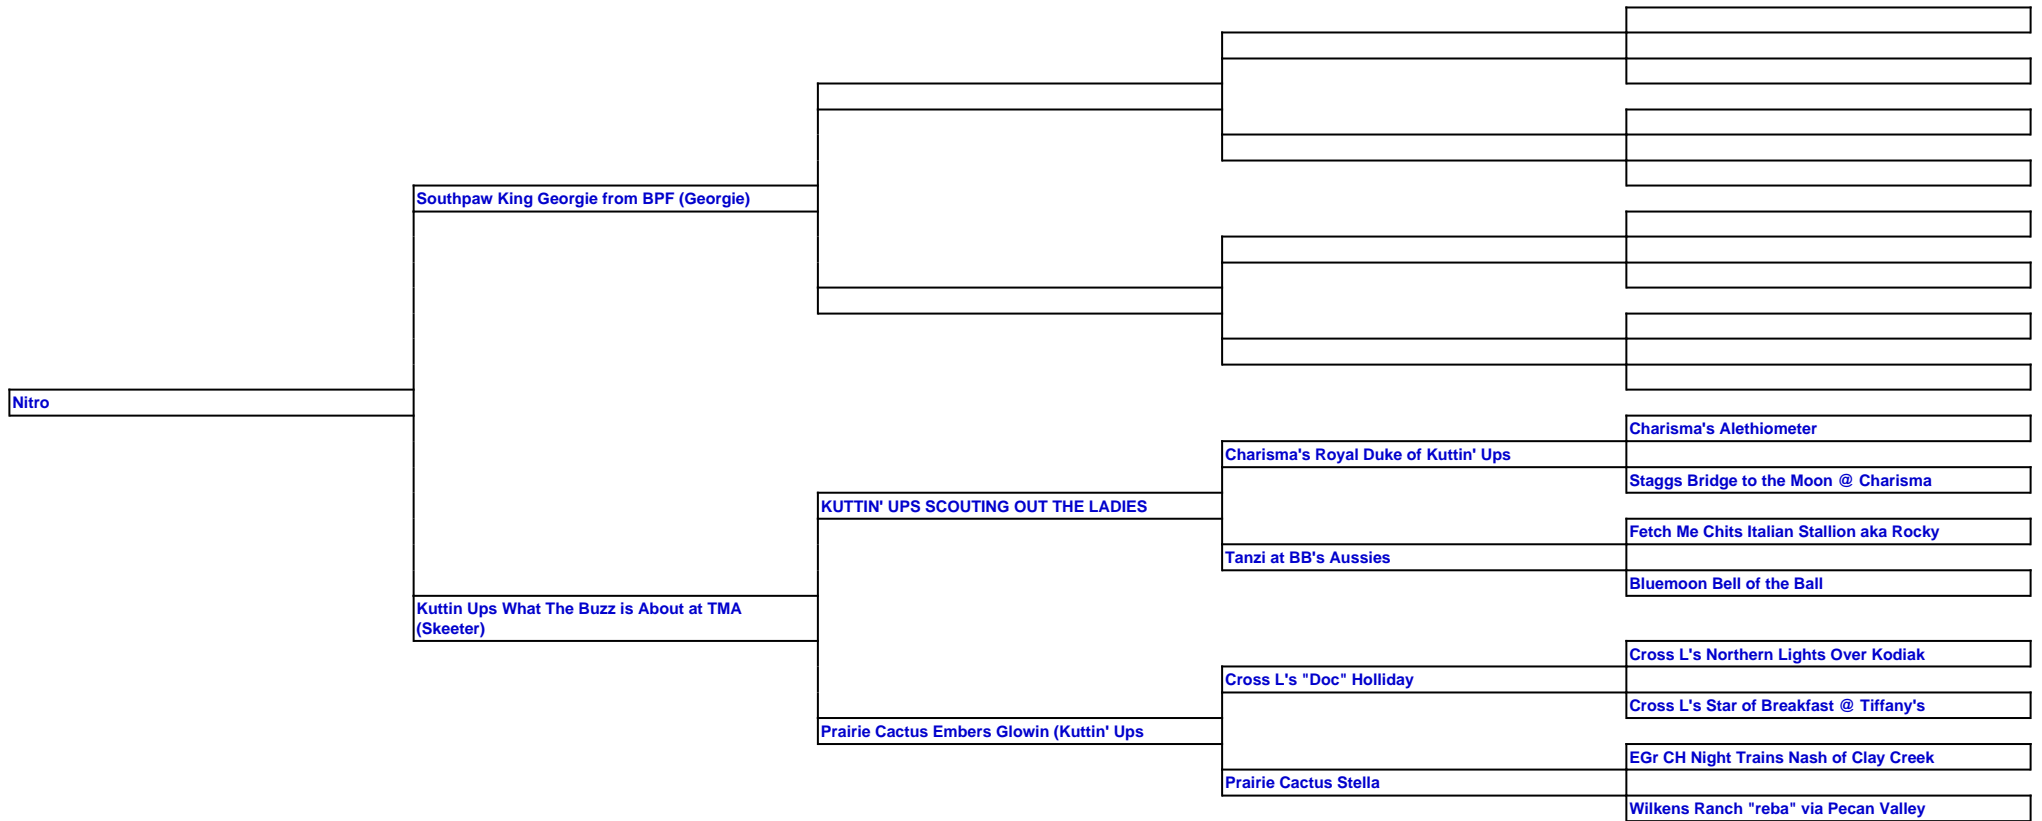 Southpaw King Georgie from BPF (Georgie)
Nitro
Charisma's Alethiometer
Charisma's Royal Duke of Kuttin' Ups
Staggs Bridge to the Moon @ Charisma
KUTTIN' UPS SCOUTING OUT THE LADIES
Fetch Me Chits Italian Stallion aka Rocky
Tanzi at BB's Aussies
Bluemoon Bell of the Ball
Kuttin Ups What The Buzz is About at TMA
(Skeeter)
Cross L's Northern Lights Over Kodiak
Cross L's "Doc" Holliday
Cross L's Star of Breakfast @ Tiffany's
Prairie Cactus Embers Glowin (Kuttin' Ups
EGr CH Night Trains Nash of Clay Creek
Prairie Cactus Stella
Wilkens Ranch "reba" via Pecan Valley